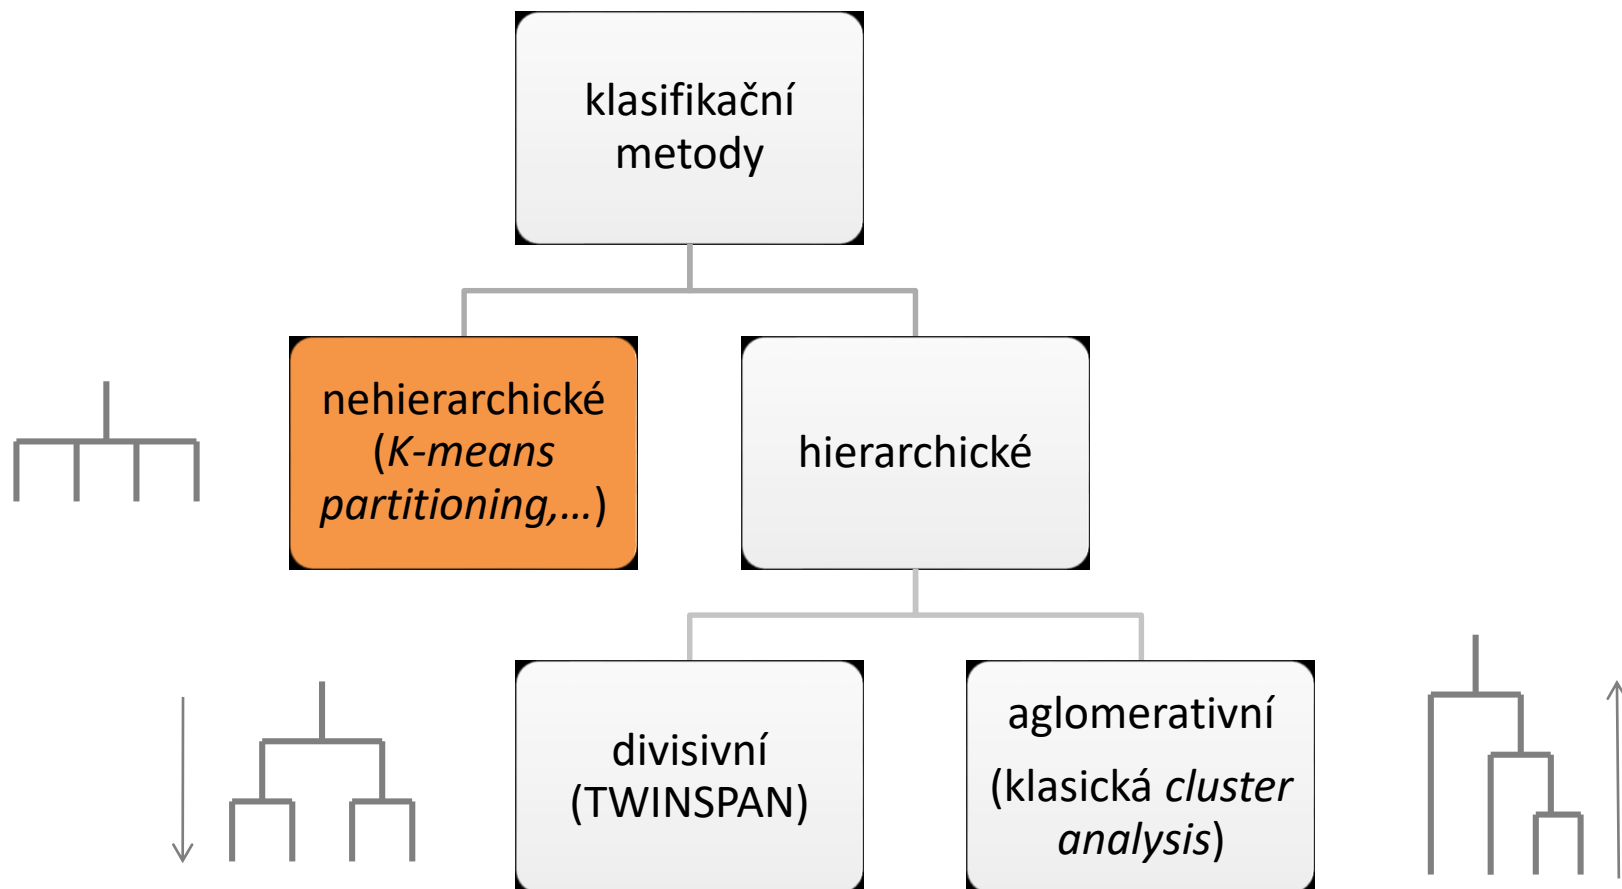 klasifikační
metody
nehierarchické
(K-means
partitioning,…)
hierarchické
divisivní
(TWINSPAN)
aglomerativní
(klasická cluster
analysis)